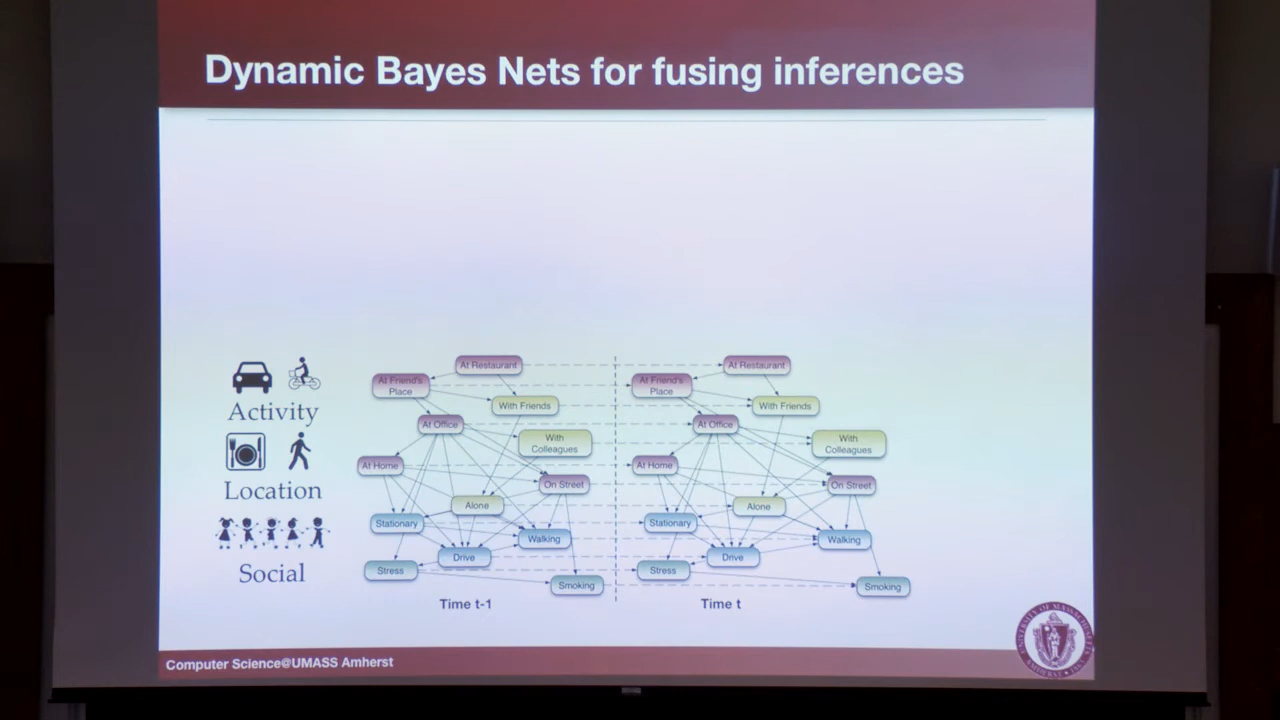 Dynamic Bayes Nets for fusing inferences
Activity
Location
Social
At Restaurant
At Friend's
Place
With Friends
At Office
With
Colleagues
At Home
On Street
Alone
Stationary
Walking
Drive
Stress
Smoking
Time t-1
At Restaurant
At Friend's
Place
With Friends
At Office
With
Colleagues
At Home
On Street
Alone
Stationary
Walking
Drive
Stress
Smoking
Time t
Computer Science@UMASS Amherst